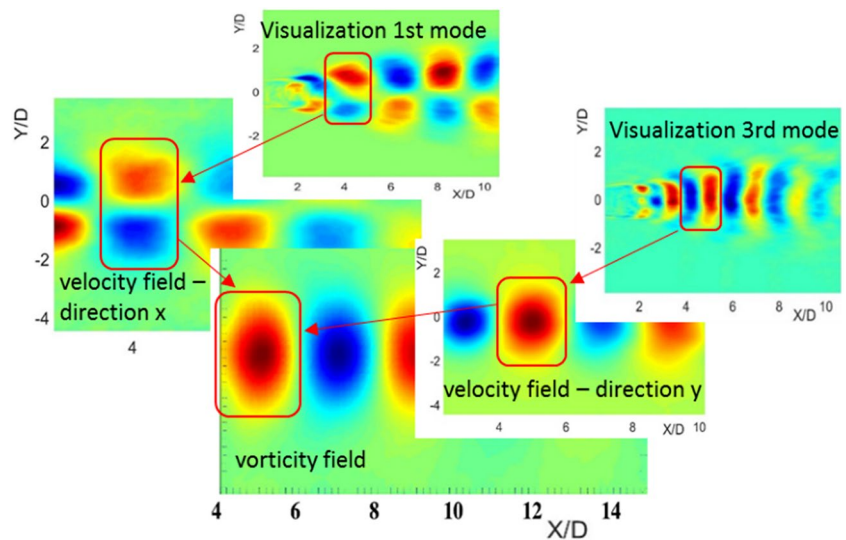 Visualization 1st mode
Y/D
2
0
-2
2 4 6 8 10
X/D
Visualization 3rd mode
Y/D
2
0
-2
2 4 6 8 10
X/D
Y/D
2
0
-2
-4
4
velocity field –
direction x
Y/D
2
0
-2
-4
4 6 8 10
X/D
velocity field – direction y
vorticity field
4 6 8 10 12 14
X/D